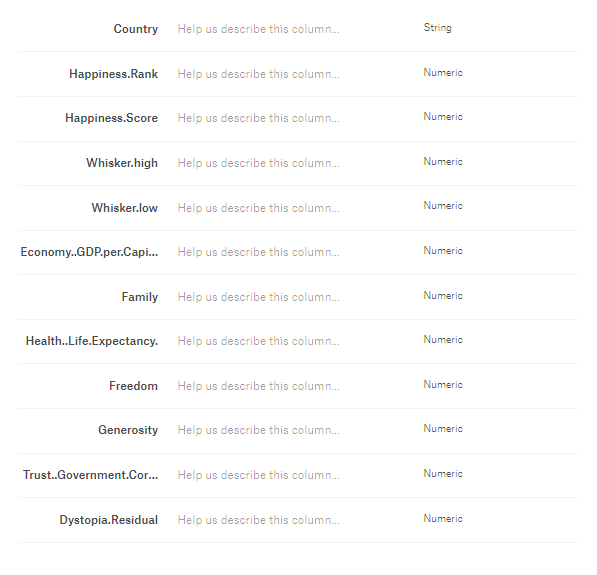 Country Help us describe this column... String
Happiness.Rank Help us describe this column... Numeric
Happiness.Score Help us describe this column... Numeric
Whisker.high Help us describe this column... Numeric
Whisker.low Help us describe this column... Numeric
Economy..GDP.per.Capi... Help us describe this column... Numeric
Family Help us describe this column... Numeric
Health..Life.Expectancy. Help us describe this column... Numeric
Freedom Help us describe this column... Numeric
Generosity Help us describe this column... Numeric
Trust..Government.Cor... Help us describe this column... Numeric
Dystopia.Residual Help us describe this column... Numeric